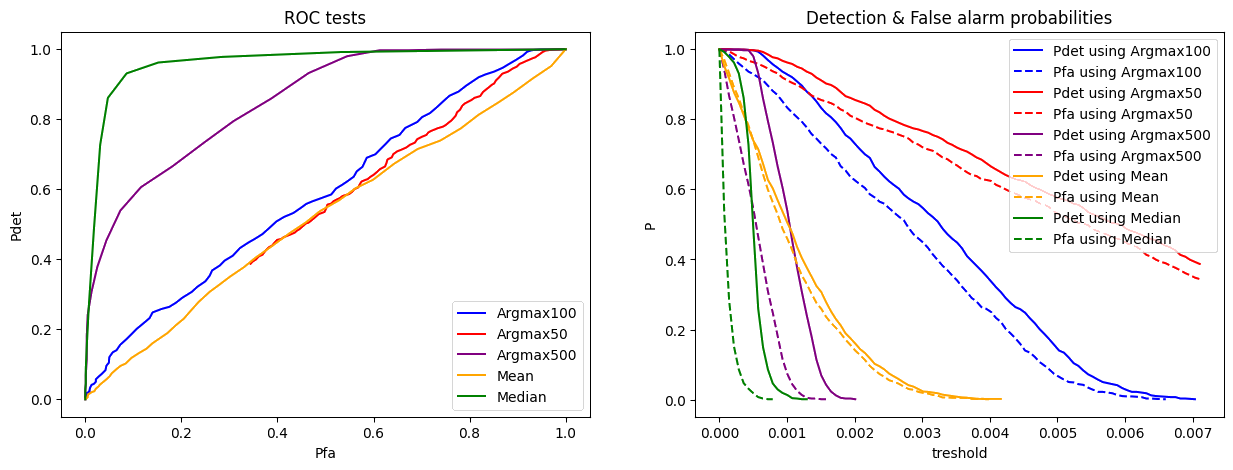 ROC tests
Pdet
1.0
0.8
0.6
0.4
0.2
0.0
0.0
0.2
0.4
0.6
0.8
1.0
Pfa
Argmax100
Argmax50
Argmax500
Mean
Median
Detection & False alarm probabilities
P
1.0
0.8
0.6
0.4
0.2
0.0
0.000
0.001
0.002
0.003
0.004
0.005
0.006
0.007
treshold
Pdet using Argmax100
Pfa using Argmax100
Pdet using Argmax50
Pfa using Argmax50
Pdet using Argmax500
Pfa using Argmax500
Pdet using Mean
Pfa using Mean
Pdet using Median
Pfa using Median